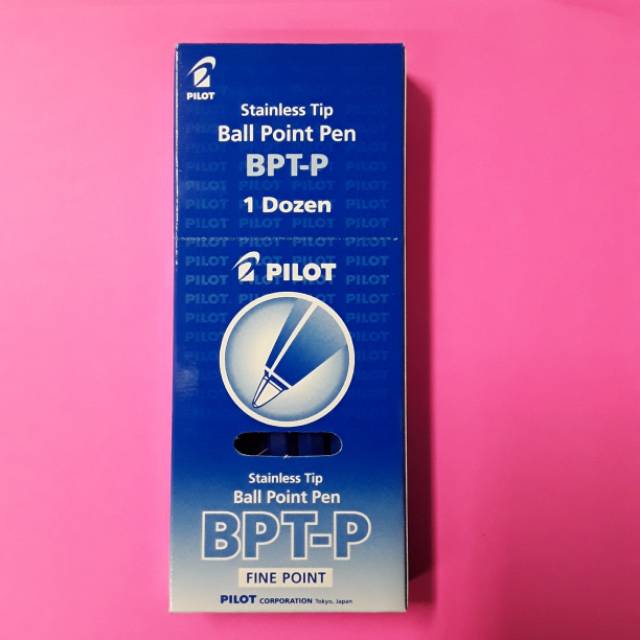 PILOT
Stainless Tip
Ball Point Pen
BPT-P
1 Dozen
PILOT
Stainless Tip
Ball Point Pen
BPT-P
FINE POINT
PILOT CORPORATION Tokyo, Japan